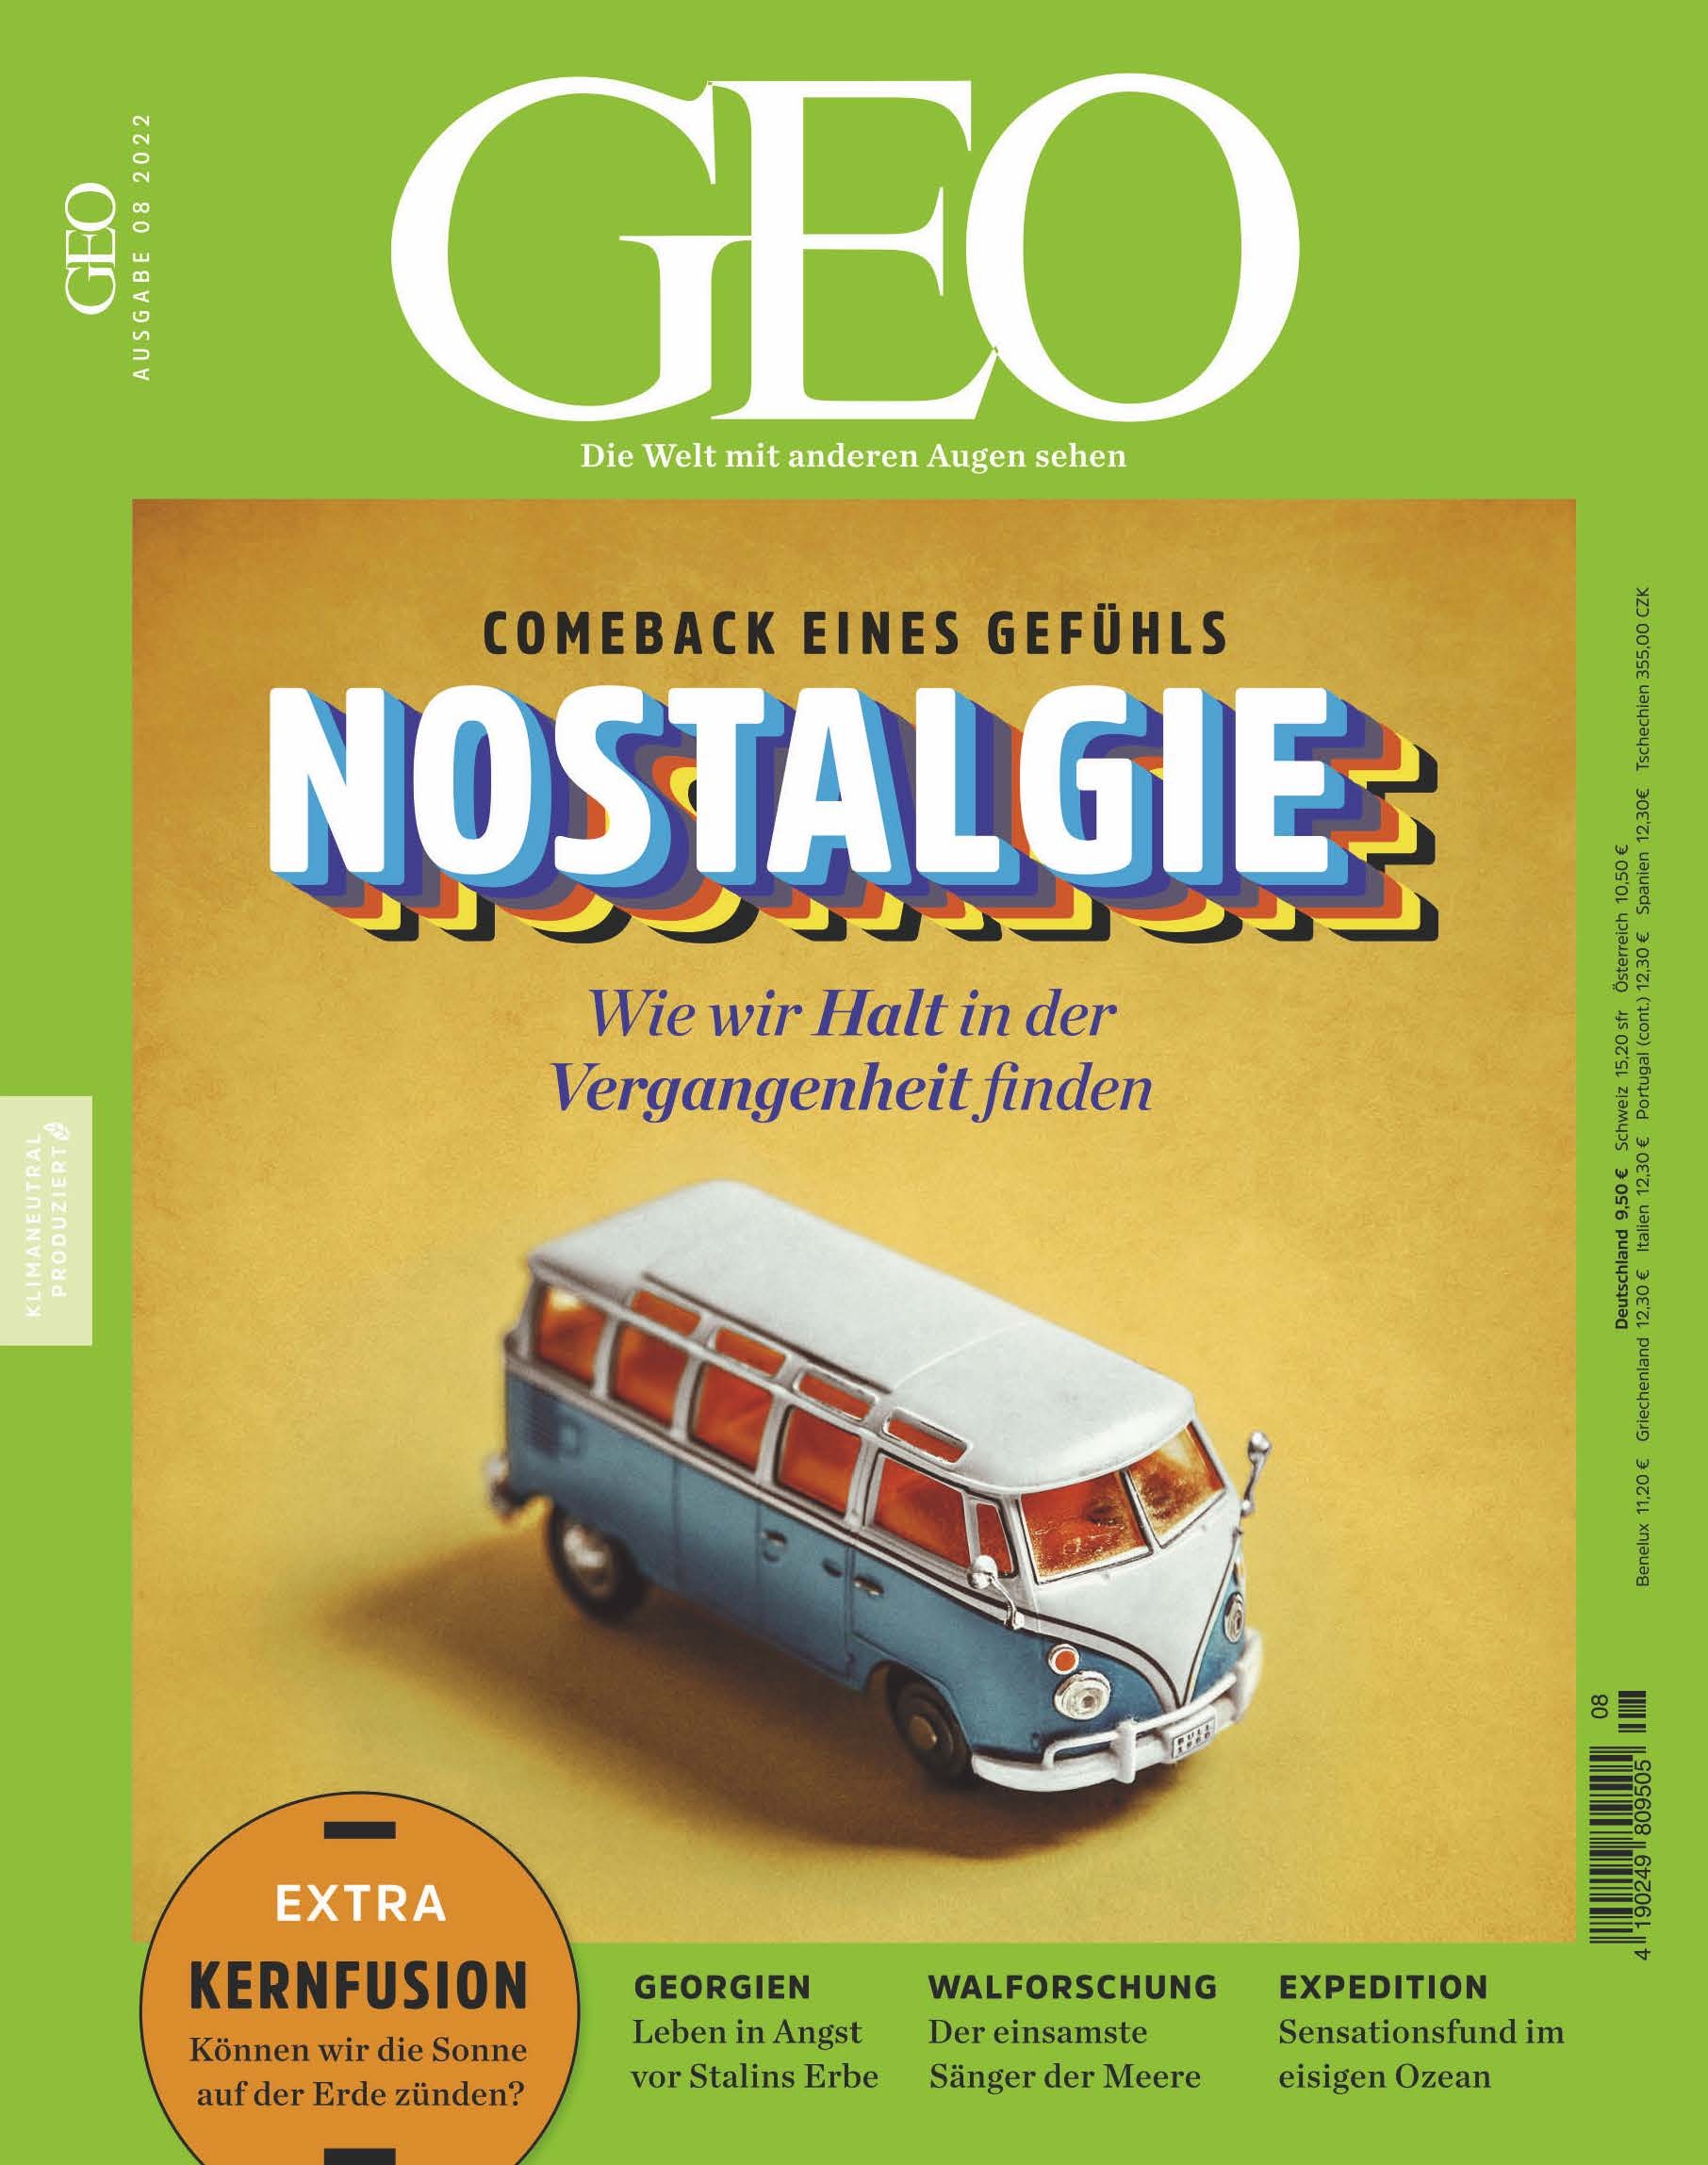 GEO
AUSGABE 08 2022
GEO
Die Welt mit anderen Augen sehen
COMEBACK EINES GEFÜHLS
NOSTALGIE
Wie wir Halt in der
Vergangenheit finden
KLIMANEUTRAL
PRODUZIERT
Deutschland 9,50 € Schweiz 15,20 sfr Österreich 10,50 €
Benelux 11,20 € Griechenland 12,30 € Italien 12,30 € Portugal (cont.) 12,30 € Spanien 12,30€ Tschechien 355,00 CZK
08
4 190249 809505
EXTRA
KERNFUSION
Können wir die Sonne
auf der Erde zünden?
GEORGIEN
Leben in Angst
vor Stalins Erbe
WALFORSCHUNG
Der einsamste
Sänger der Meere
EXPEDITION
Sensationsfund im
eisigen Ozean